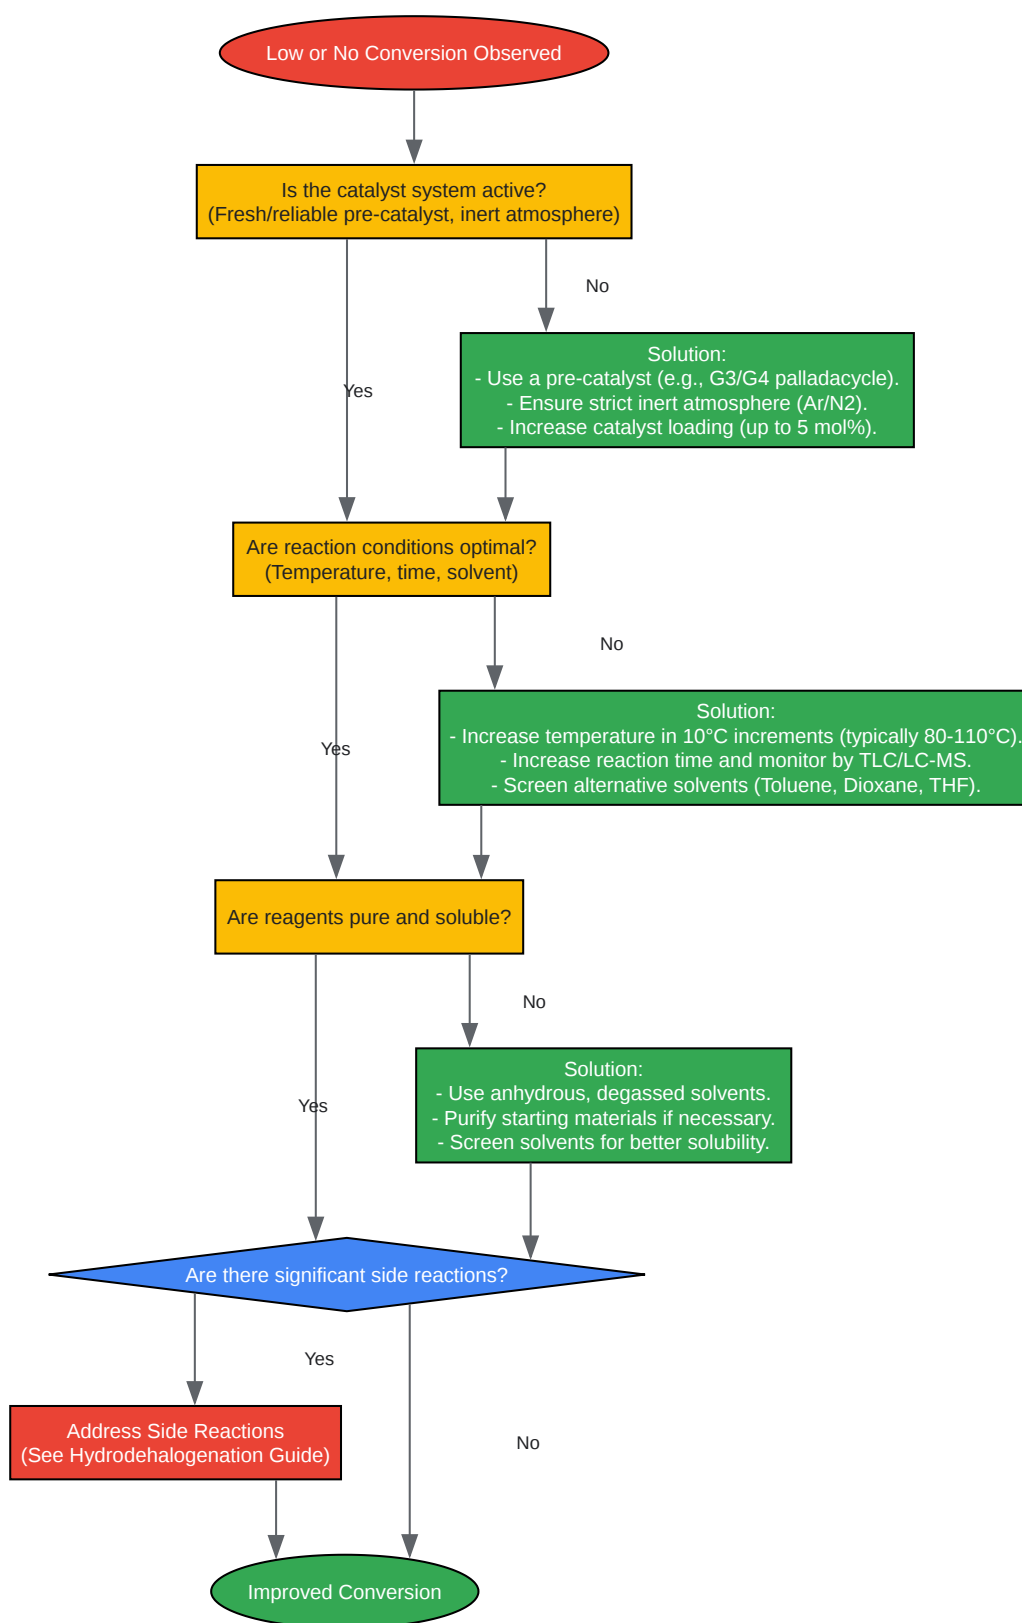 Low or No Conversion Observed
Is the catalyst system active?
(Fresh/reliable pre-catalyst, inert atmosphere)
No
Solution:
- Use a pre-catalyst (e.g., G3/G4 palladacycle).
- Ensure strict inert atmosphere (Ar/N2).
- Increase catalyst loading (up to 5 mol%).
Yes
Are reaction conditions optimal?
(Temperature, time, solvent)
No
Solution:
- Increase temperature in 10°C increments (typically 80-110°C).
- Increase reaction time and monitor by TLC/LC-MS.
- Screen alternative solvents (Toluene, Dioxane, THF).
Yes
Are reagents pure and soluble?
No
Solution:
- Use anhydrous, degassed solvents.
- Purify starting materials if necessary.
- Screen solvents for better solubility.
Yes
Are there significant side reactions?
Yes
Address Side Reactions
(See Hydrodehalogenation Guide)
No
Improved Conversion